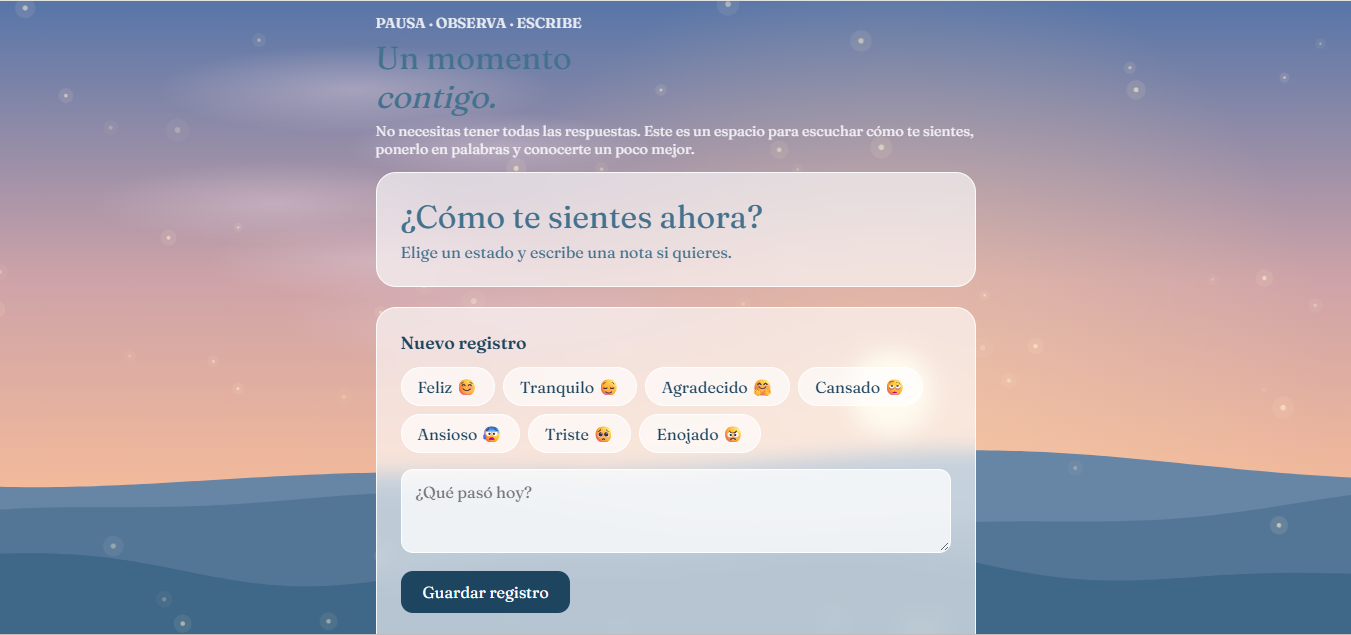 PAUSA · OBSERVA · ESCRIBE
Un momento
contigo.
No necesitas tener todas las respuestas. Este es un espacio para escuchar cómo te sientes,
ponerlo en palabras y conocerte un poco mejor.
¿Cómo te sientes ahora?
Elige un estado y escribe una nota si quieres.
Nuevo registro
Feliz 😊 Tranquilo 😌 Agradecido 🤗 Cansado 😩
Ansioso 😰 Triste 🥺 Enojado 😠
¿Qué pasó hoy?
Guardar registro